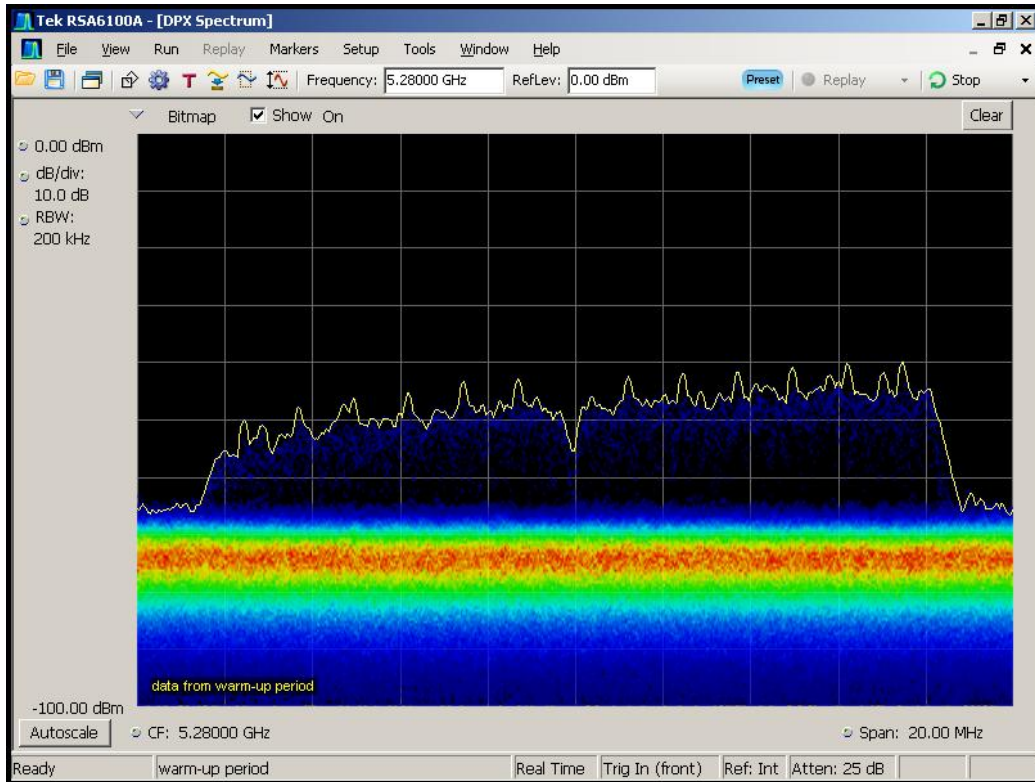 Tek RSA6100A - [DPX Spectrum]
File View Run Replay Markers Setup Tools Window Help
T Frequency: 5.28000 GHz RefLev: 0.00 dBm Preset Replay Stop
Bitmap Show On Clear
0.00 dBm
dB/div:
10.0 dB
RBW:
200 kHz
data from warm-up period
-100.00 dBm
Autoscale CF: 5.28000 GHz Span: 20.00 MHz
Ready warm-up period Real Time Trig In (front) Ref: Int Atten: 25 dB